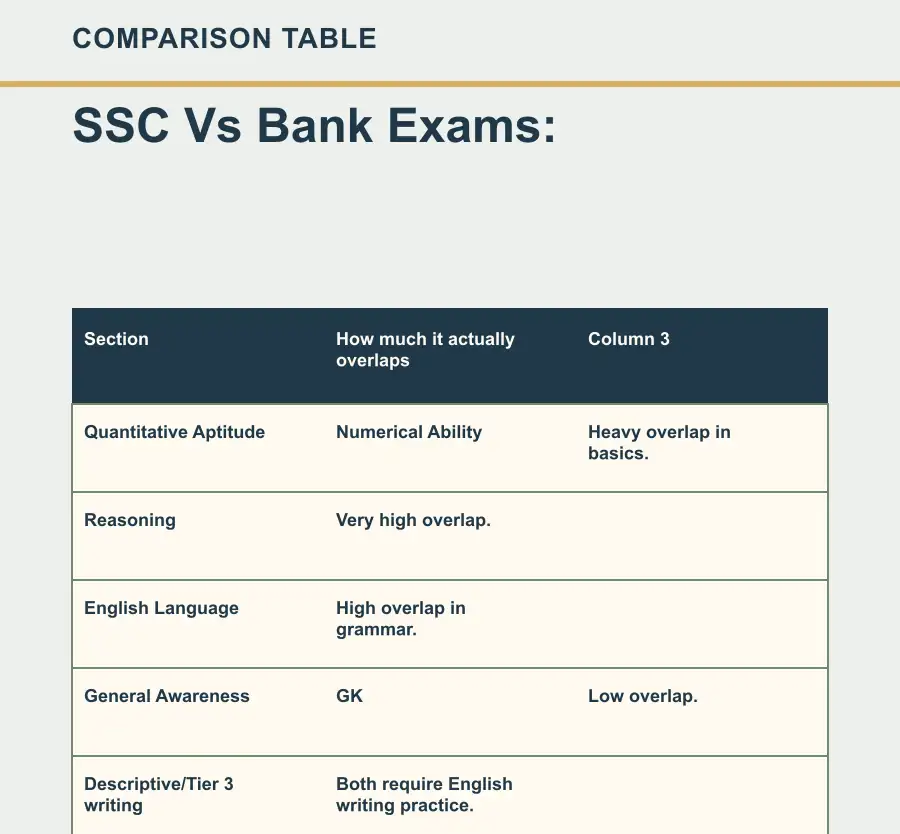 COMPARISON TABLE
SSC Vs Bank Exams:
Section
How much it actually
overlaps
Column 3
Quantitative Aptitude
Numerical Ability
Heavy overlap in
basics.
Reasoning
Very high overlap.
English Language
High overlap in
grammar.
General Awareness
GK
Low overlap.
Descriptive/Tier 3
writing
Both require English
writing practice.